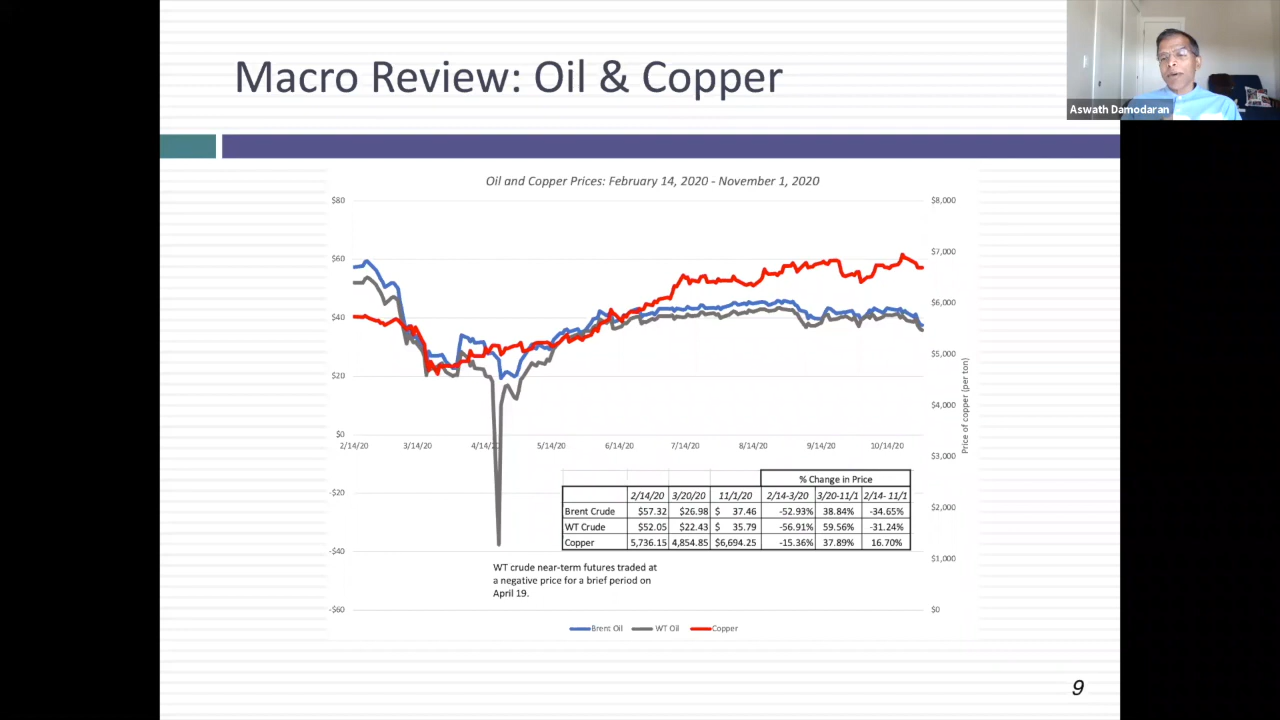 Macro Review: Oil & Copper
Aswath Damodaran
Oil and Copper Prices: February 14, 2020 - November 1, 2020
$80
$60
$40
$20
$0
-$20
-$40
-$60
$8,000
$7,000
$6,000
$5,000
$4,000
$3,000
$2,000
$1,000
$0
Price of copper (per ton)
2/14/20 3/14/20 4/14/20 5/14/20 6/14/20 7/14/20 8/14/20 9/14/20 10/14/20
% Change in Price
2/14/20 3/20/20 11/1/20 2/14-3/20 3/20-11/1 2/14- 11/1
Brent Crude $57.32 $26.98 $ 37.46 -52.93% 38.84% -34.65%
WT Crude $52.05 $22.43 $ 35.79 -56.91% 59.56% -31.24%
Copper 5,736.15 4,854.85 $6,694.25 -15.36% 37.89% 16.70%
WT crude near-term futures traded at
a negative price for a brief period on
April 19.
Brent Oil WT Oil Copper
9